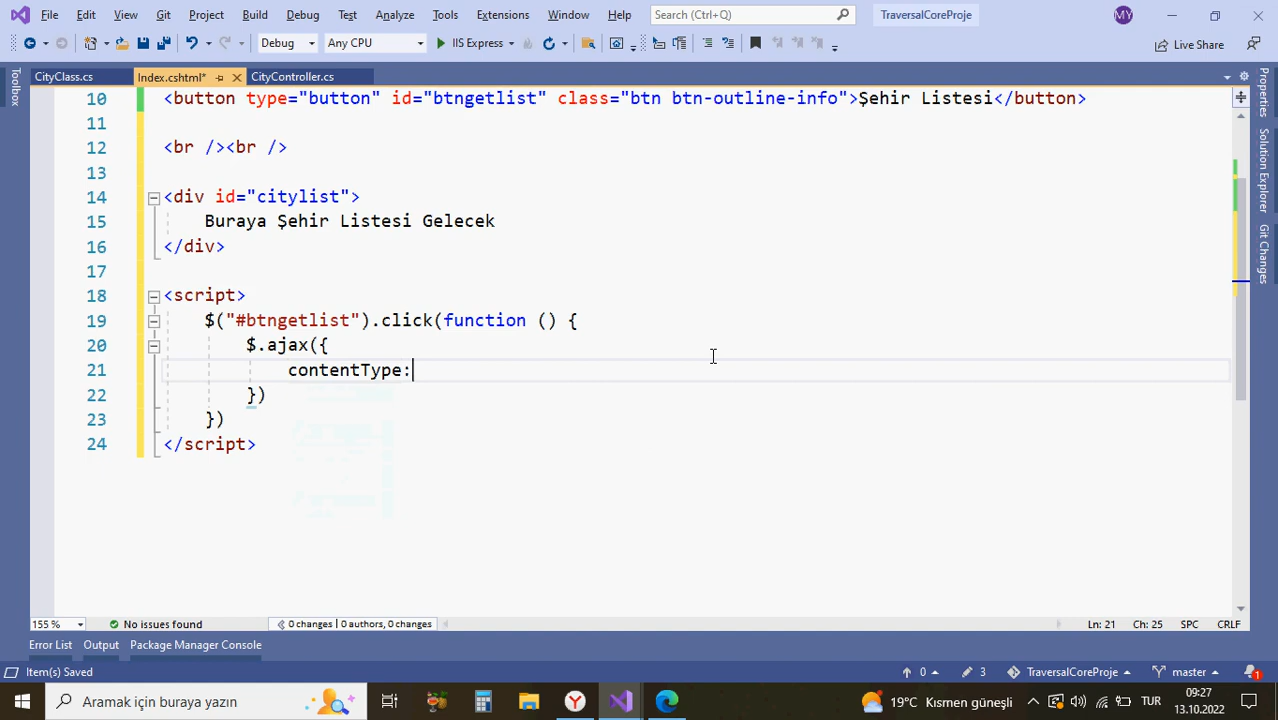 File Edit View Git Project Build Debug Test Analyze Tools Extensions Window Help Search (Ctrl+Q) TraversalCoreProje MY
Debug Any CPU IIS Express Live Share
Toolbox
CityClass.cs Index.cshtml* CityController.cs
10 <button type="button" id="btngetlist" class="btn btn-outline-info">Şehir Listesi</button>
11
12 <br /><br />
13
14 <div id="citylist">
15 Buraya Şehir Listesi Gelecek
16 </div>
17
18 <script>
19 $("#btngetlist").click(function () {
20 $.ajax({
21 contentType:
22 })
23 })
24 </script>
Properties
Solution Explorer
Git Changes
155 % No issues found 0 changes | 0 authors, 0 changes Ln: 21 Ch: 25 SPC CRLF
Error List Output Package Manager Console
Item(s) Saved 0 3 TraversalCoreProje master 1
Aramak için buraya yazın 19°C Kısmen güneşli TUR 09:27
13.10.2022